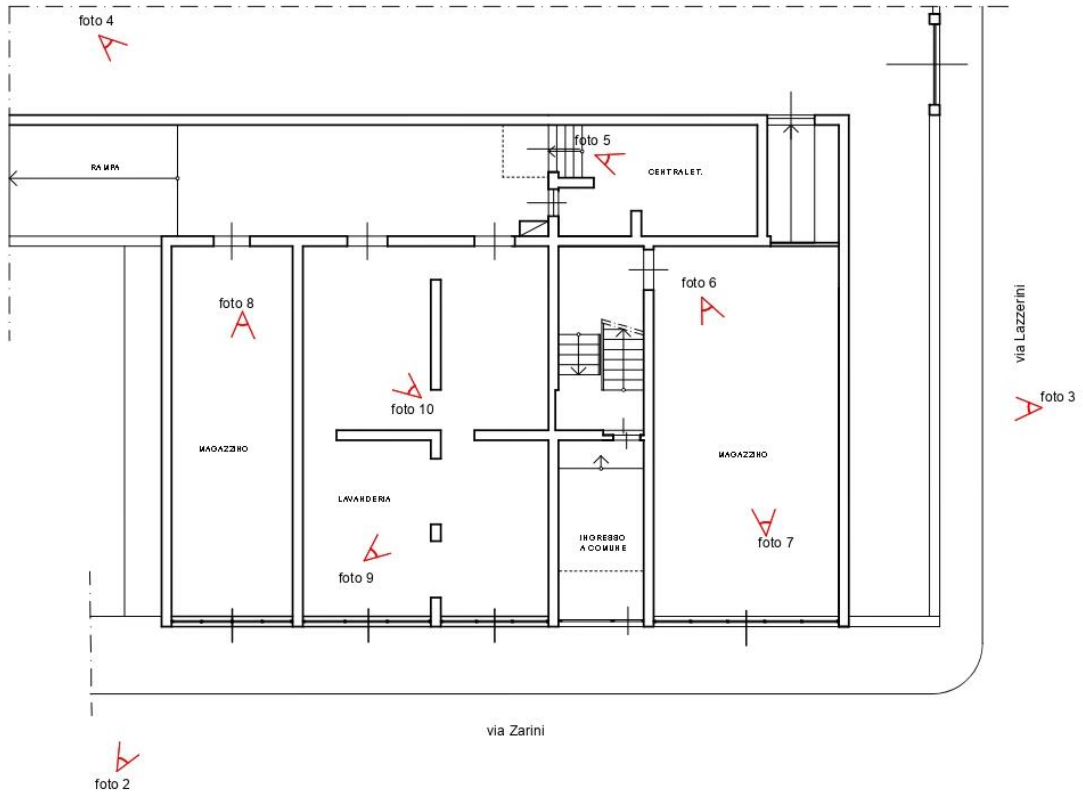 foto 4
foto 5
RAMPA
CENTRALET.
foto 6
foto 8
via Lazzerini
foto 3
foto 10
MAGAZZINO
MAGAZZINO
LAVANDERIA
INGRESSO
A COMUNE
foto 7
foto 9
via Zarini
foto 2